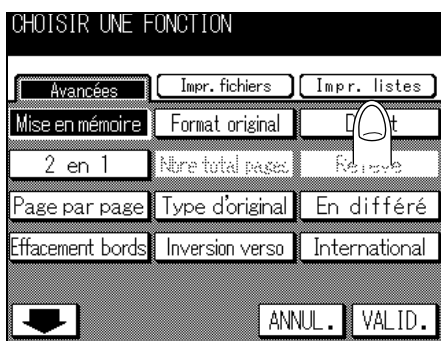 CHOISIR UNE FONCTION
Avancées Impr. fichiers Impr. listes
Mise en mémoire Format original
2 en 1 Nbre total pages Relève
Page par page Type d'original En différé
Effacement bords Inversion verso International
ANNUL. VALID.